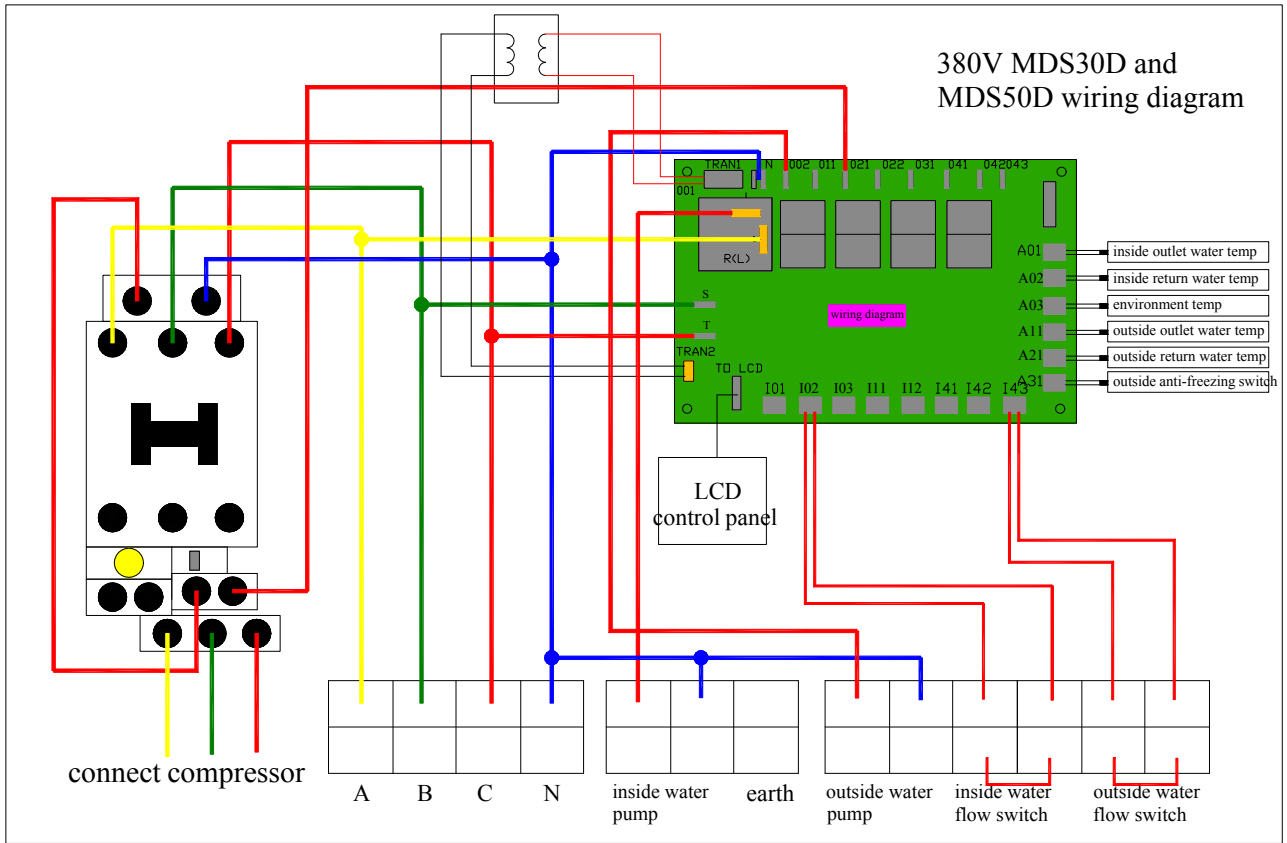 380V MDS30D and
MDS50D wiring diagram
TRAN1
N
002
011
021
022
031
041
042
043
001
R(L)
S
T
TRAN2
TO LCD
wiring diagram
A01
A02
A03
A11
A21
A31
inside outlet water temp
inside return water temp
environment temp
outside outlet water temp
outside return water temp
outside anti-freezing switch
I01
I02
I03
I11
I12
I41
I42
I43
LCD
control panel
connect compressor
A
B
C
N
inside water
pump
earth
outside water
pump
inside water
flow switch
outside water
flow switch